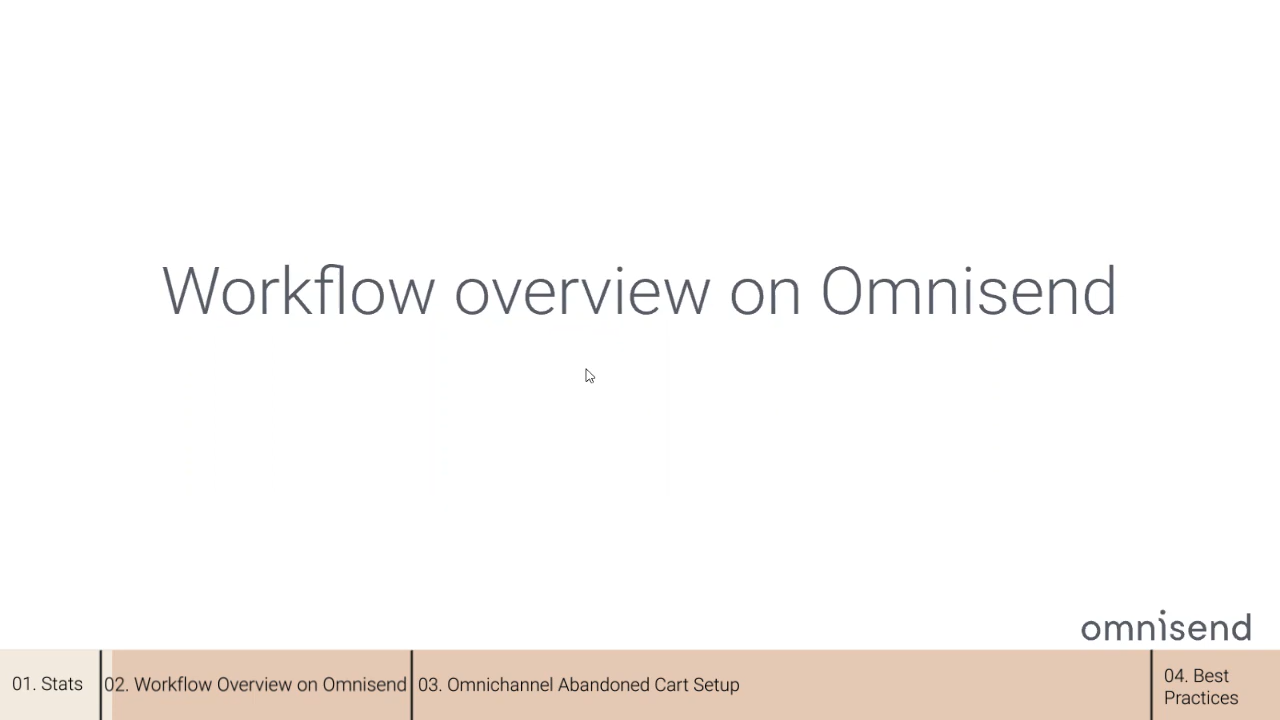 Workflow overview on Omnisend
omnisend
01. Stats
02. Workflow Overview on Omnisend
03. Omnichannel Abandoned Cart Setup
04. Best
Practices